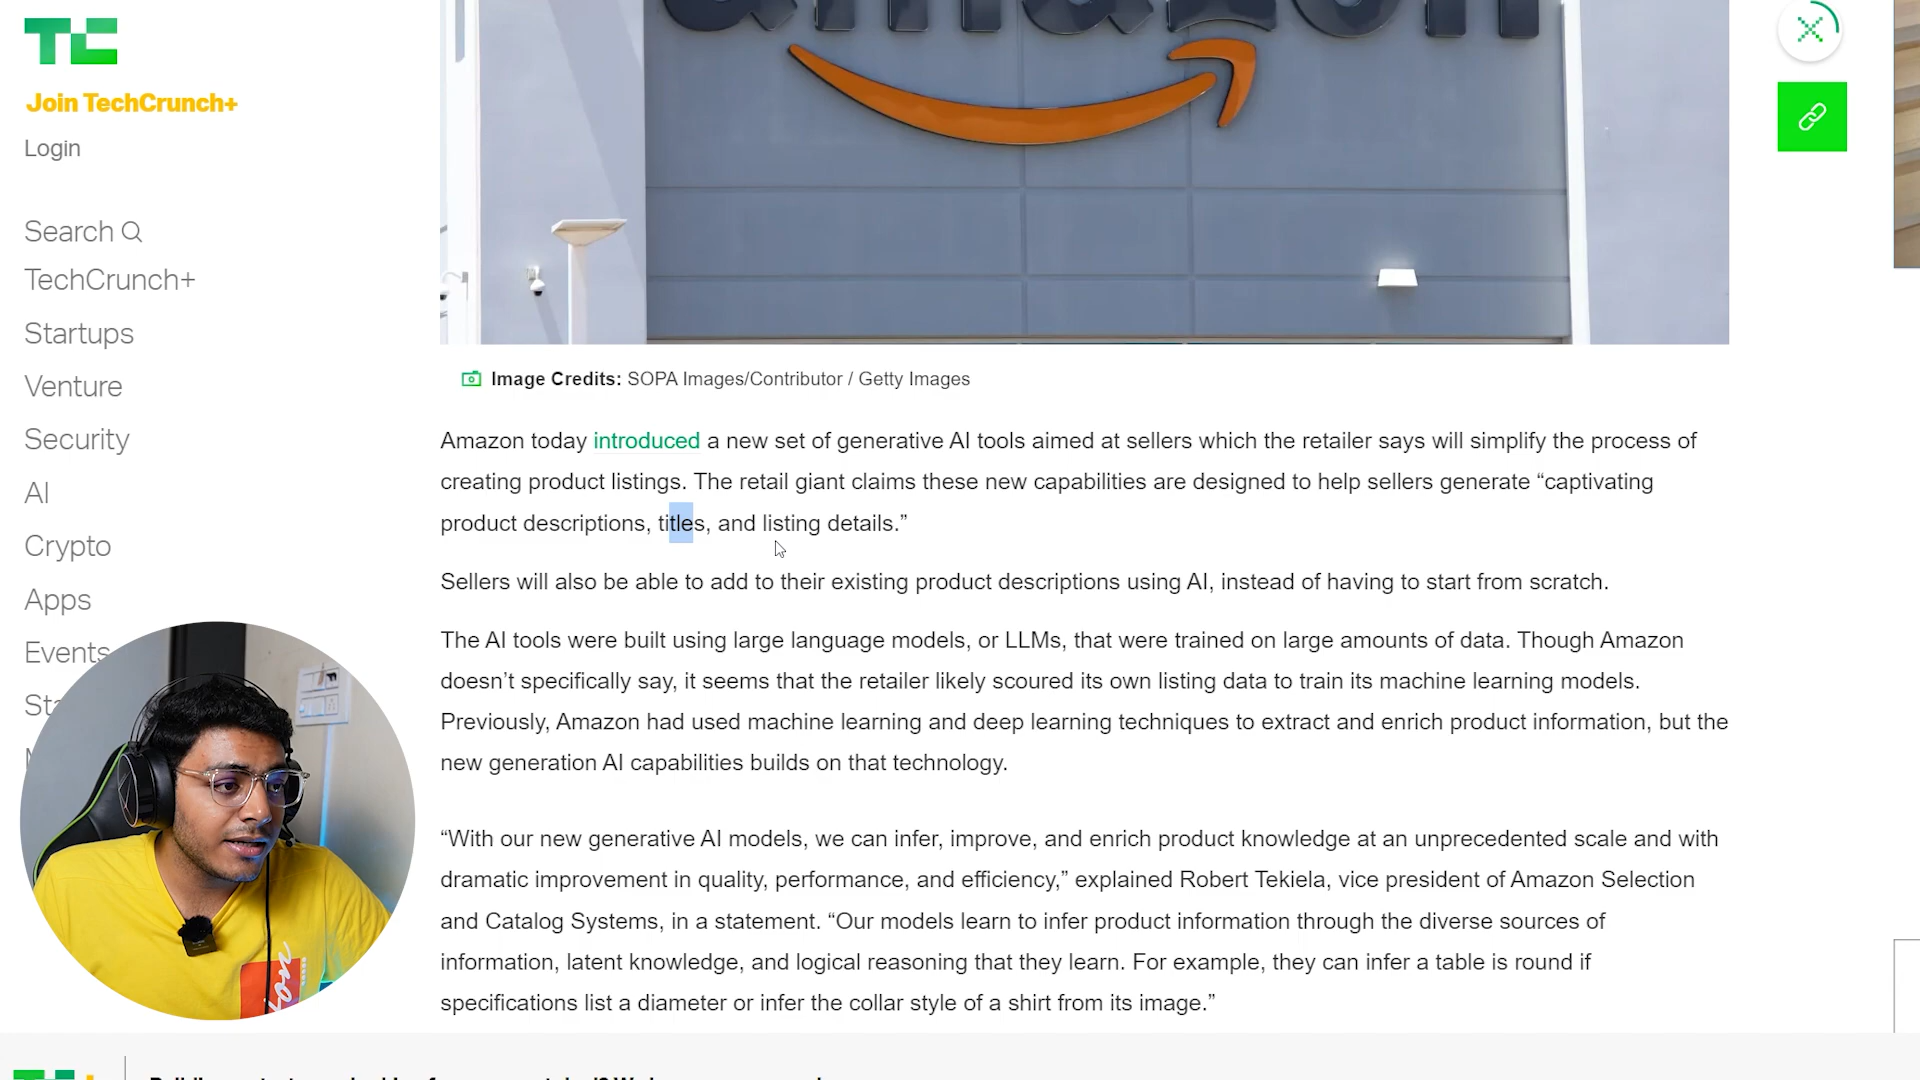 amazon
TC
Join TechCrunch+
Login
Search
TechCrunch+
Startups
Venture
Security
AI
Crypto
Apps
Events
Image Credits: SOPA Images/Contributor / Getty Images
Amazon today introduced a new set of generative AI tools aimed at sellers which the retailer says will simplify the process of
creating product listings. The retail giant claims these new capabilities are designed to help sellers generate “captivating
product descriptions, titles, and listing details.”
Sellers will also be able to add to their existing product descriptions using AI, instead of having to start from scratch.
The AI tools were built using large language models, or LLMs, that were trained on large amounts of data. Though Amazon
doesn’t specifically say, it seems that the retailer likely scoured its own listing data to train its machine learning models.
Previously, Amazon had used machine learning and deep learning techniques to extract and enrich product information, but the
new generation AI capabilities builds on that technology.
“With our new generative AI models, we can infer, improve, and enrich product knowledge at an unprecedented scale and with
dramatic improvement in quality, performance, and efficiency,” explained Robert Tekiela, vice president of Amazon Selection
and Catalog Systems, in a statement. “Our models learn to infer product information through the diverse sources of
information, latent knowledge, and logical reasoning that they learn. For example, they can infer a table is round if
specifications list a diameter or infer the collar style of a shirt from its image.”